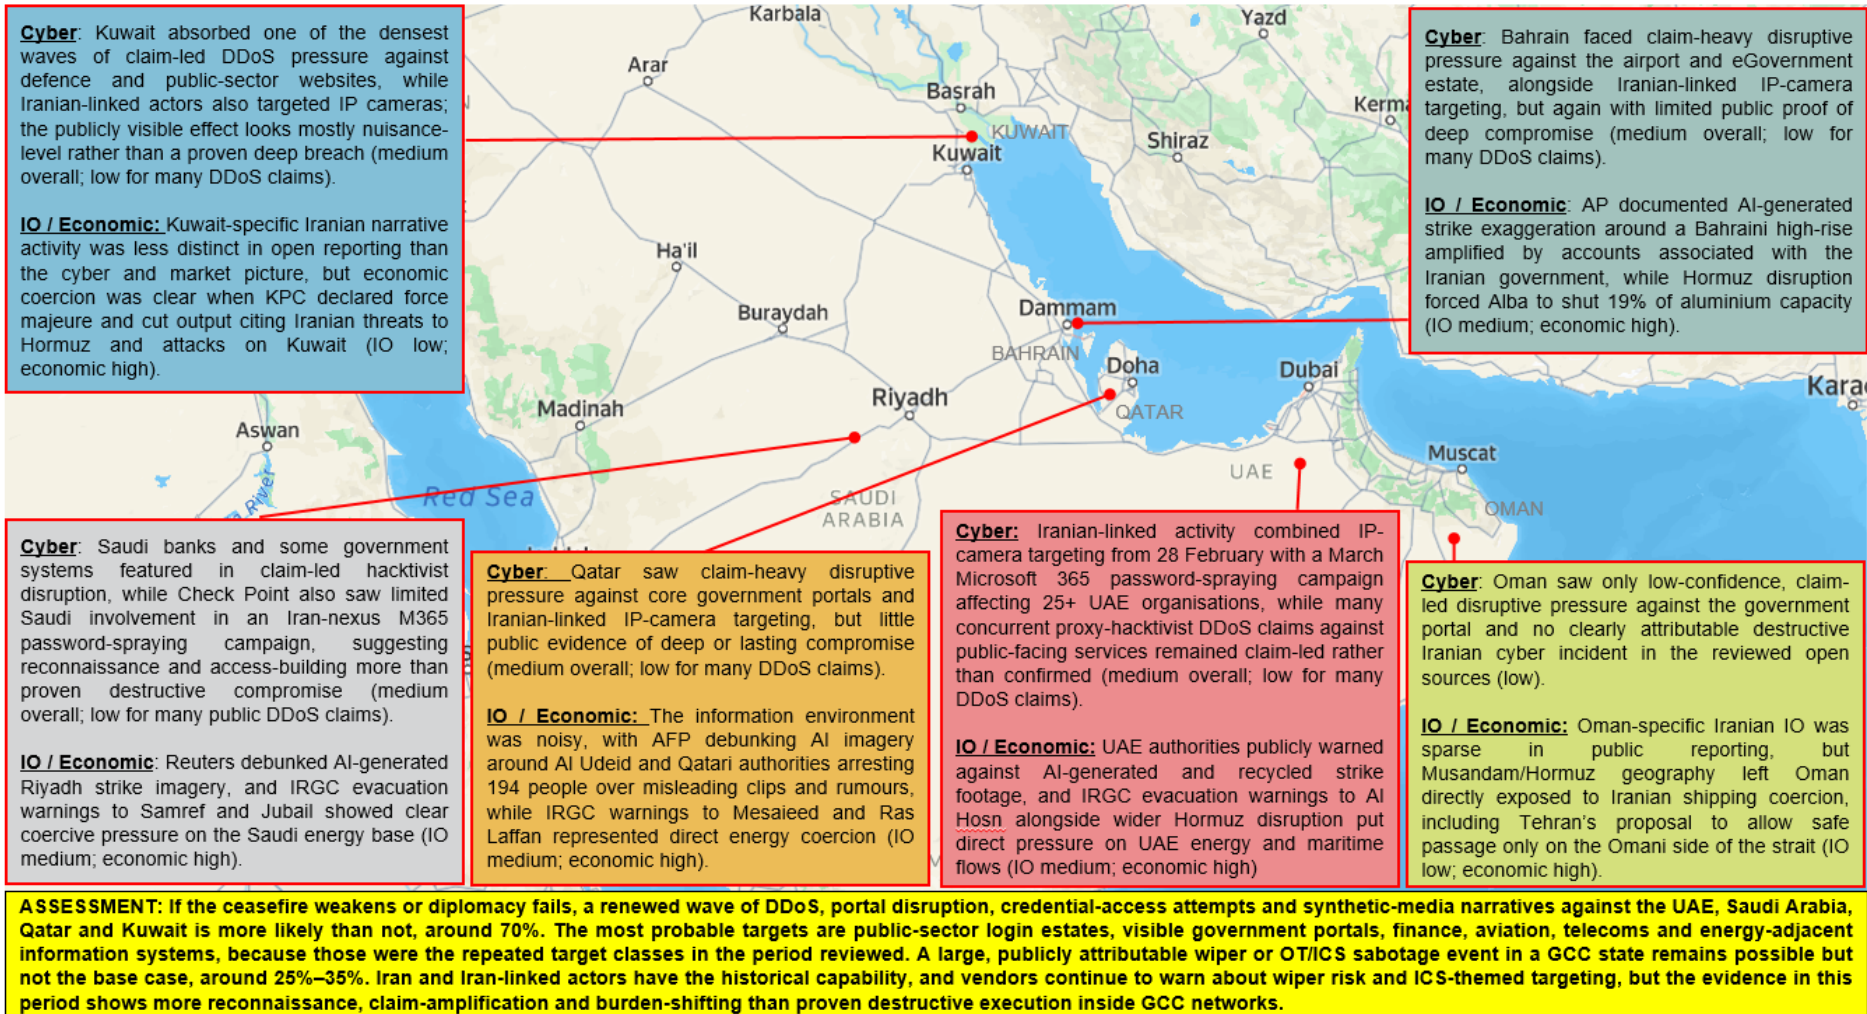 Cyber: Kuwait absorbed one of the densest
waves of claim-led DDoS pressure against
defence and public-sector websites, while
Iranian-linked actors also targeted IP cameras;
the publicly visible effect looks mostly nuisance-
level rather than a proven deep breach (medium
overall; low for many DDoS claims).
IO / Economic: Kuwait-specific Iranian narrative
activity was less distinct in open reporting than
the cyber and market picture, but economic
coercion was clear when KPC declared force
majeure and cut output citing Iranian threats to
Hormuz and attacks on Kuwait (IO low;
economic high).
Karbala
Yazd
Arar
Basrah
Kerma
KUWAIT
Shiraz
Kuwait
Ha'il
Dammam
Buraydah
BAHRAIN
Doha
Dubai
Karac
Riyadh
Madinah
QATAR
Aswan
Muscat
UAE
Red Sea
River
SAUDI
ARABIA
OMAN
Cyber: Bahrain faced claim-heavy disruptive
pressure against the airport and eGovernment
estate, alongside Iranian-linked IP-camera
targeting, but again with limited public proof of
deep compromise (medium overall; low for
many DDoS claims).
IO / Economic: AP documented AI-generated
strike exaggeration around a Bahraini high-rise
amplified by accounts associated with the
Iranian government, while Hormuz disruption
forced Alba to shut 19% of aluminium capacity
(IO medium; economic high).
Cyber: Saudi banks and some government
systems featured in claim-led hacktivist
disruption, while Check Point also saw limited
Saudi involvement in an Iran-nexus M365
password-spraying campaign, suggesting
reconnaissance and access-building more than
proven destructive compromise (medium
overall; low for many public DDoS claims).
IO / Economic: Reuters debunked AI-generated
Riyadh strike imagery, and IRGC evacuation
warnings to Samref and Jubail showed clear
coercive pressure on the Saudi energy base (IO
medium; economic high).
Cyber: Qatar saw claim-heavy disruptive
pressure against core government portals and
Iranian-linked IP-camera targeting, but little
public evidence of deep or lasting compromise
(medium overall; low for many DDoS claims).
IO / Economic: The information environment
was noisy, with AFP debunking AI imagery
around Al Udeid and Qatari authorities arresting
194 people over misleading clips and rumours,
while IRGC warnings to Mesaieed and Ras
Laffan represented direct energy coercion (IO
medium; economic high).
Cyber: Iranian-linked activity combined IP-
camera targeting from 28 February with a March
Microsoft 365 password-spraying campaign
affecting 25+ UAE organisations, while many
concurrent proxy-hacktivist DDoS claims against
public-facing services remained claim-led rather
than confirmed (medium overall; low for many
DDoS claims).
IO / Economic: UAE authorities publicly warned
against AI-generated and recycled strike
footage, and IRGC evacuation warnings to Al
Hosn alongside wider Hormuz disruption put
direct pressure on UAE energy and maritime
flows (IO medium; economic high)
Cyber: Oman saw only low-confidence, claim-
led disruptive pressure against the government
portal and no clearly attributable destructive
Iranian cyber incident in the reviewed open
sources (low).
IO / Economic: Oman-specific Iranian IO was
sparse in public reporting, but
Musandam/Hormuz geography left Oman
directly exposed to Iranian shipping coercion,
including Tehran's proposal to allow safe
passage only on the Omani side of the strait (IO
low; economic high).
ASSESSMENT: If the ceasefire weakens or diplomacy fails, a renewed wave of DDoS, portal disruption, credential-access attempts and synthetic-media narratives against the UAE, Saudi Arabia,
Qatar and Kuwait is more likely than not, around 70%. The most probable targets are public-sector login estates, visible government portals, finance, aviation, telecoms and energy-adjacent
information systems, because those were the repeated target classes in the period reviewed. A large, publicly attributable wiper or OT/ICS sabotage event in a GCC state remains possible but
not the base case, around 25%–35%. Iran and Iran-linked actors have the historical capability, and vendors continue to warn about wiper risk and ICS-themed targeting, but the evidence in this
period shows more reconnaissance, claim-amplification and burden-shifting than proven destructive execution inside GCC networks.